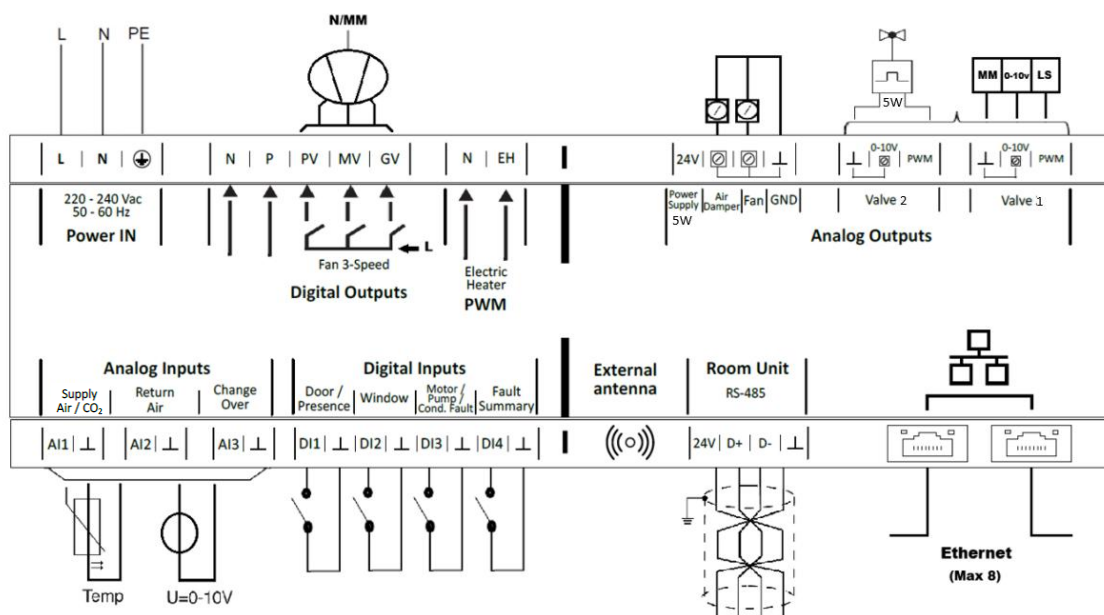 N/MM
L N PE
5W
MM 0-10v LS
L N
N P PV MV GV
N EH
24V ⊥
⊥ 0-10V PWM
⊥ 0-10V PWM
220 - 240 Vac
50 - 60 Hz
Power IN
L
Fan 3-Speed
Digital Outputs
Electric
Heater
PWM
Power
Supply
5W
Air
Damper
Fan
GND
Valve 2
Valve 1
Analog Outputs
Analog Inputs
Supply
Air / CO₂
Return
Air
Change
Over
Digital Inputs
Door /
Presence
Window
Motor /
Pump /
Cond. Fault
Fault
Summary
External
antenna
Room Unit
RS-485
AI1 ⊥ AI2 ⊥ AI3 ⊥
DI1 ⊥ DI2 ⊥ DI3 ⊥ DI4 ⊥
24V D+ D- ⊥
Temp
U=0-10V
Ethernet
(Max 8)